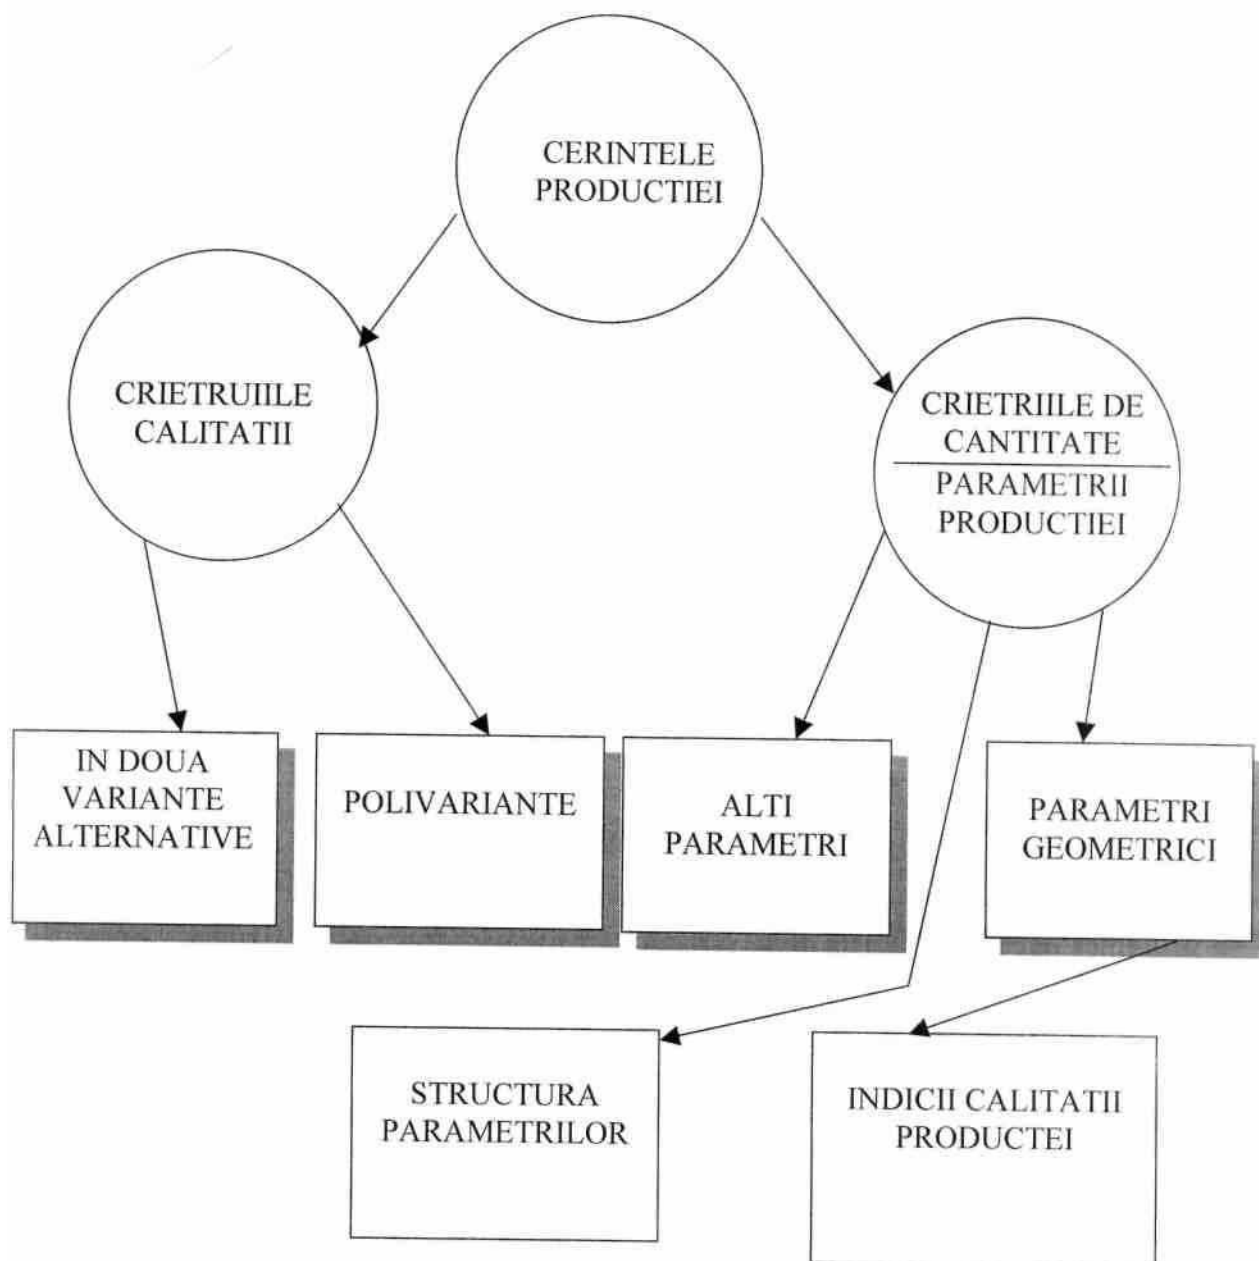 CERINTELE
PRODUCTIEI
CRIETRUIILE
CALITATII
CRIETRIILE DE
CANTITATE
PARAMETRII
PRODUCTIEI
IN DOUA
VARIANTE
ALTERNATIVE
POLIVARIANTE
ALTI
PARAMETRI
PARAMETRI
GEOMETRICI
STRUCTURA
PARAMETRILOR
INDICII CALITATII
PRODUCTEI